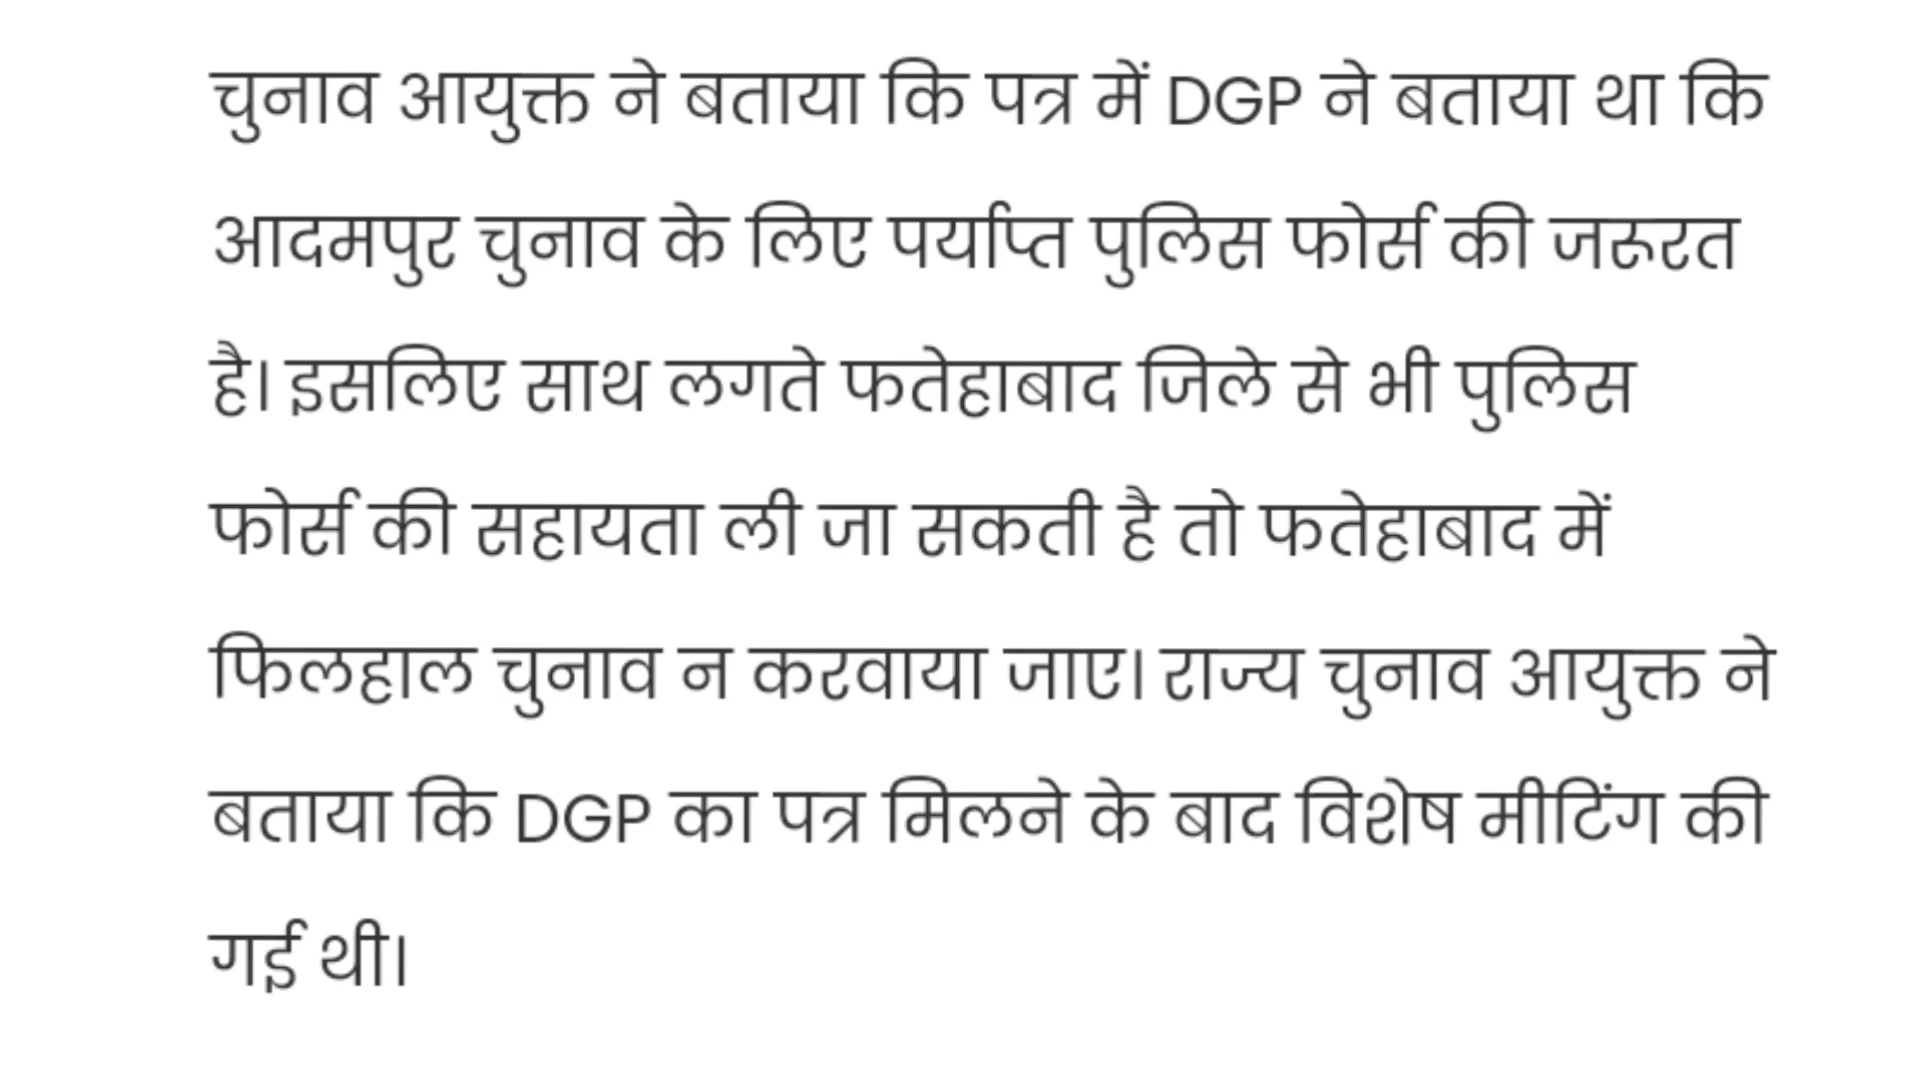 चुनाव आयुक्त ने बताया कि पत्र में DGP ने बताया था कि
आदमपुर चुनाव के लिए पर्याप्त पुलिस फोर्स की जरूरत
है। इसलिए साथ लगते फतेहाबाद जिले से भी पुलिस
फोर्स की सहायता ली जा सकती है तो फतेहाबाद में
फिलहाल चुनाव न करवाया जाए। राज्य चुनाव आयुक्त ने
बताया कि DGP का पत्र मिलने के बाद विशेष मीटिंग की
गई थी।